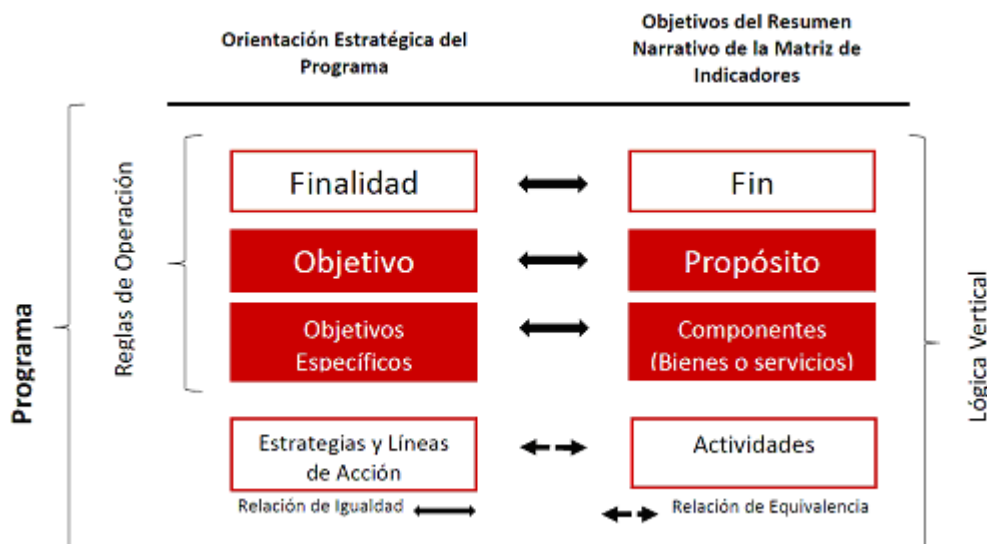 Orientación Estratégica del
Programa
Objetivos del Resumen
Narrativo de la Matriz de
Indicadores
Programa
Reglas de Operación
Finalidad
Fin
Objetivo
Propósito
Objetivos
Específicos
Componentes
(Bienes o servicios)
Estrategias y Líneas
de Acción
Actividades
Relación de Igualdad
Relación de Equivalencia
Lógica Vertical